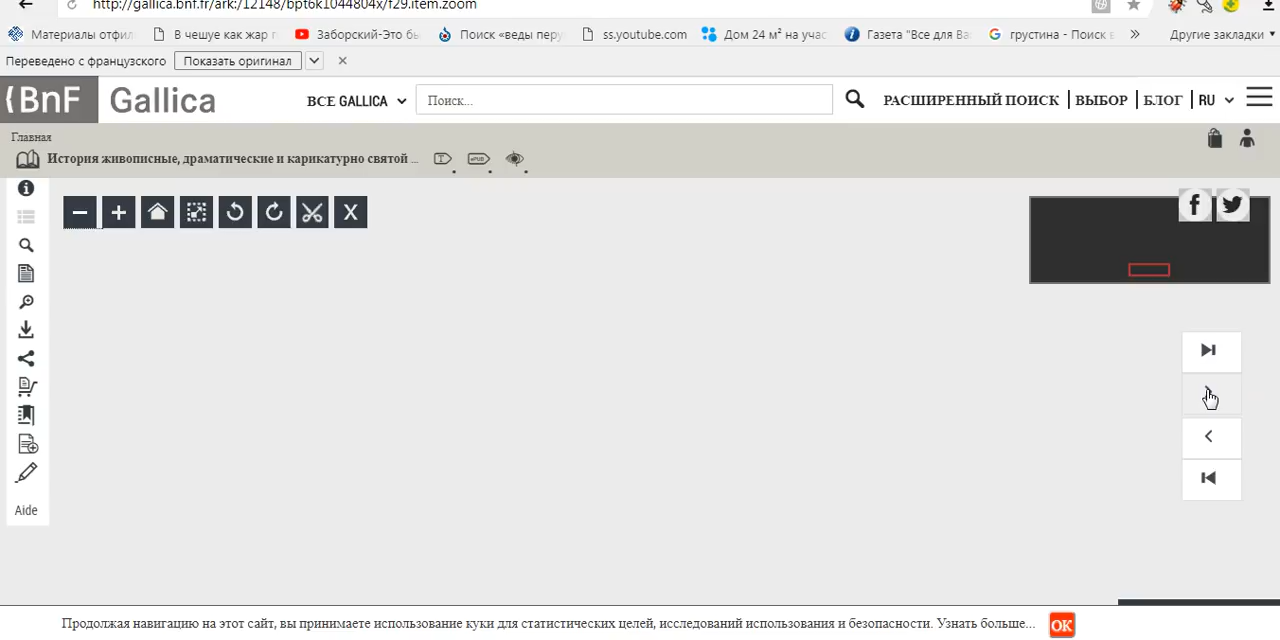 http://gallica.bnf.fr/ark:/12148/bpt6k1044804x/f29.item.zoom
Материалы отфил
В чешуе как жар г
Заборский-Это бы
Поиск «веды перу
ss.youtube.com
Дом 24 м² на учас
Газета "Все для Ва
грустина - Поиск в
» Другие закладки
Переведено с французского Показать оригинал
BnF Gallica ВСЕ GALLICA Поиск... РАСШИРЕННЫЙ ПОИСК ВЫБОР БЛОГ RU
Главная
История живописные, драматические и карикатурно святой ...
Aide
Продолжая навигацию на этот сайт, вы принимаете использование куки для статистических целей, исследований использования и безопасности. Узнать больше... OK